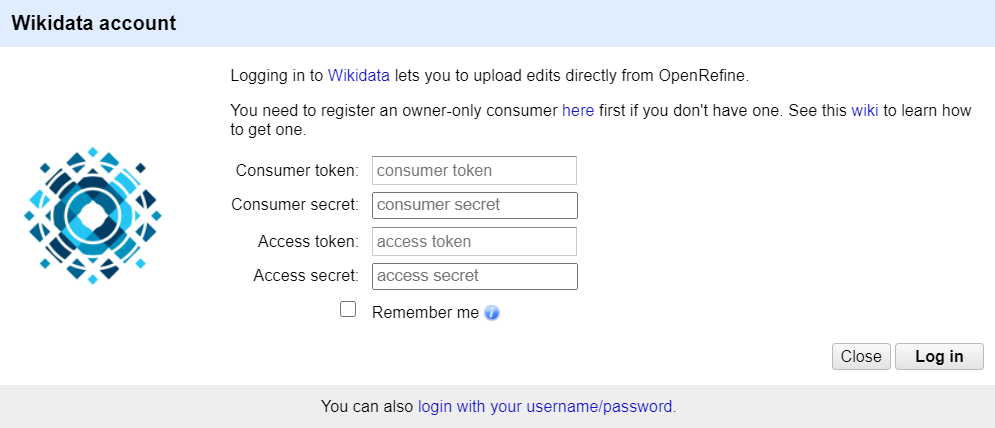 Wikidata account
Logging in to Wikidata lets you to upload edits directly from OpenRefine.
You need to register an owner-only consumer here first if you don't have one. See this wiki to learn how
to get one.
Consumer token: consumer token
Consumer secret: consumer secret
Access token: access token
Access secret: access secret
Remember me
Close Log in
You can also login with your username/password.